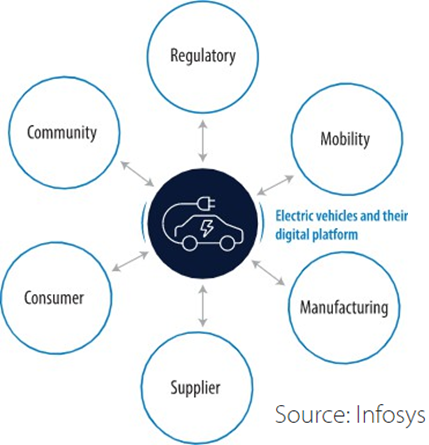 Regulatory
Community
Mobility
Electric vehicles and their
digital platform
Consumer
Manufacturing
Supplier
Source: Infosys